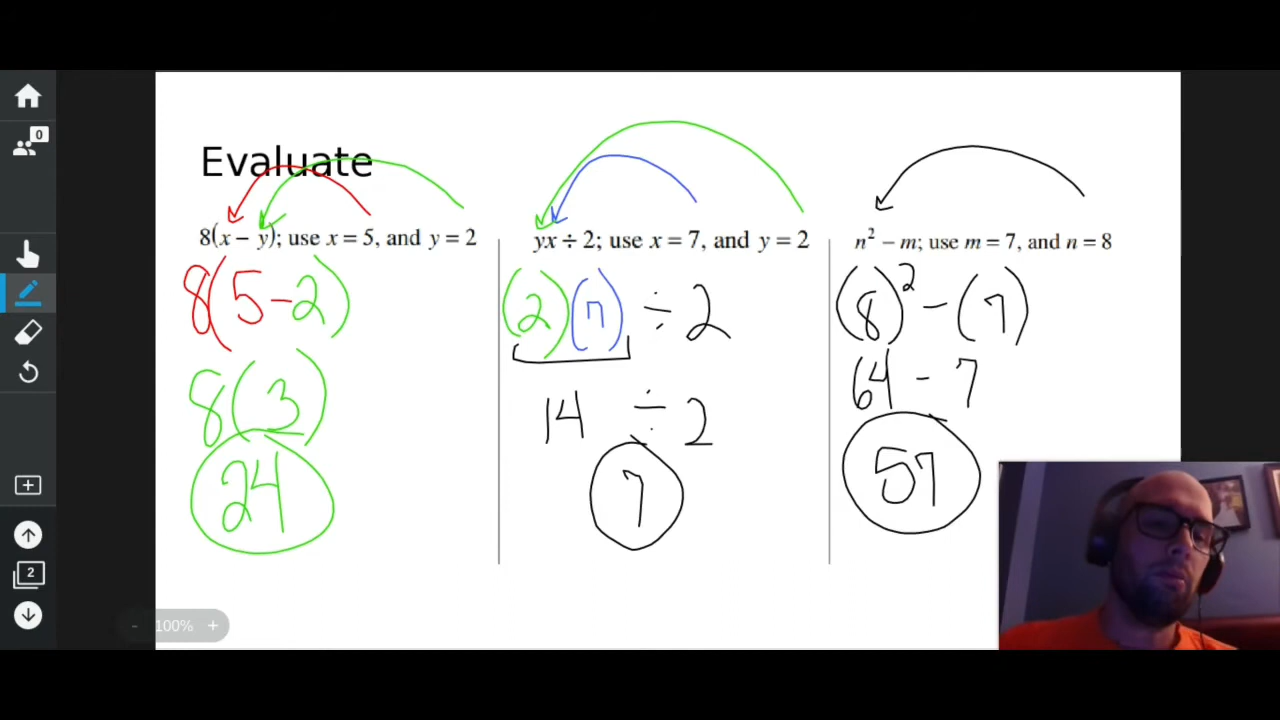 0
Evaluate
8(x − y); use x = 5, and y = 2
8(5-2)
8(3)
24
yx ÷ 2; use x = 7, and y = 2
(2)(7) ÷ 2
14 ÷ 2
7
n² − m; use m = 7, and n = 8
(8)² - (7)
64 - 7
57
2
- 100% +